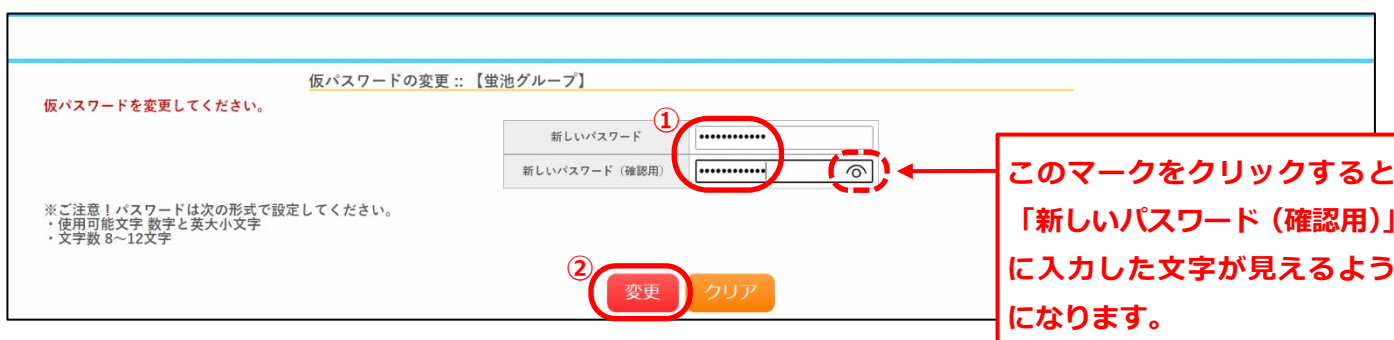 仮パスワードの変更 :: 【蛍池グループ】
仮パスワードを変更してください。
①
新しいパスワード ••••••••••••
新しいパスワード（確認用） ••••••••••••
このマークをクリックすると
「新しいパスワード（確認用）」
に入力した文字が見えるよう
になります。
※ご注意！パスワードは次の形式で設定してください。
・使用可能文字 数字と英大小文字
・文字数 8～12文字
②
変更 クリア